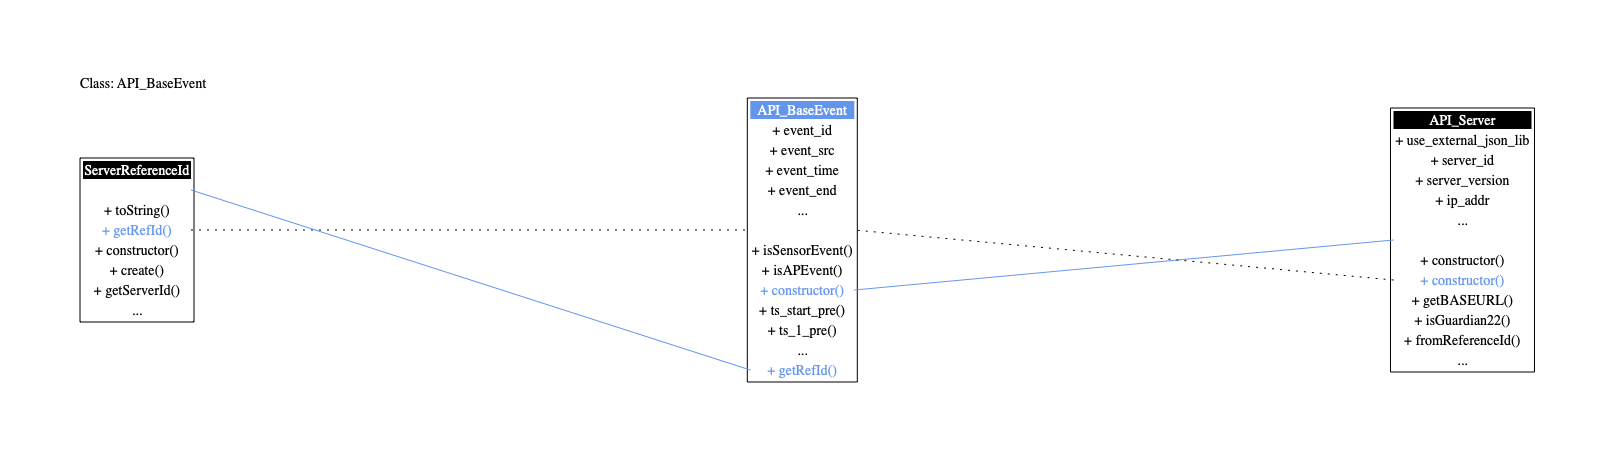 Class: API_BaseEvent
ServerReferenceId
+ toString()
+ getRefId()
+ constructor()
+ create()
+ getServerId()
...
API_BaseEvent
+ event_id
+ event_src
+ event_time
+ event_end
...
+ isSensorEvent()
+ isAPEvent()
+ constructor()
+ ts_start_pre()
+ ts_1_pre()
...
+ getRefId()
API_Server
+ use_external_json_lib
+ server_id
+ server_version
+ ip_addr
...
+ constructor()
+ constructor()
+ getBASEURL()
+ isGuardian22()
+ fromReferenceId()
...